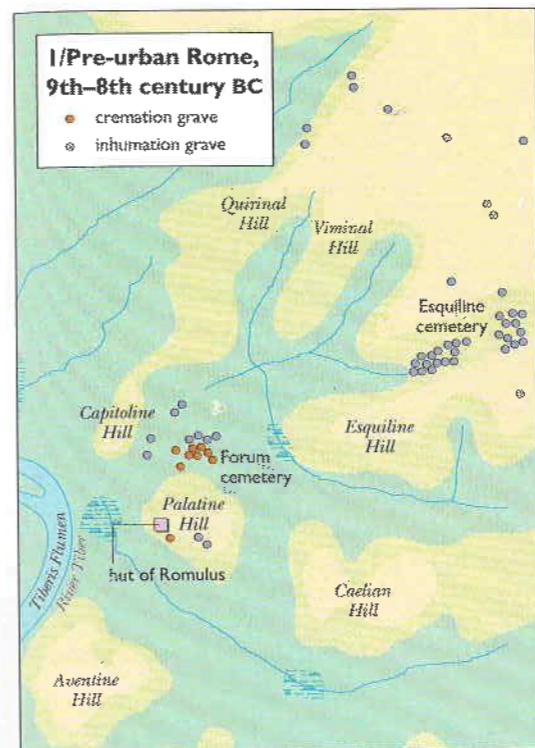 1/Pre-urban Rome,
9th–8th century BC
cremation grave
inhumation grave
Quirinal
Hill
Viminal
Hill
Esquiline
cemetery
Capitoline
Hill
Esquiline
Hill
Forum
cemetery
Palatine
Hill
Tiberis Flumen
River Tiber
hut of Romulus
Caelian
Hill
Aventine
Hill